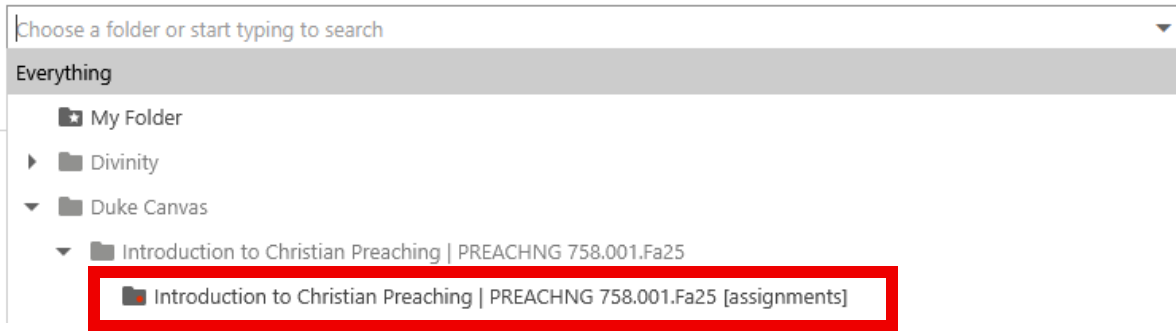 Choose a folder or start typing to search
Everything
My Folder
Divinity
Duke Canvas
Introduction to Christian Preaching | PREACHNG 758.001.Fa25
Introduction to Christian Preaching | PREACHNG 758.001.Fa25 [assignments]